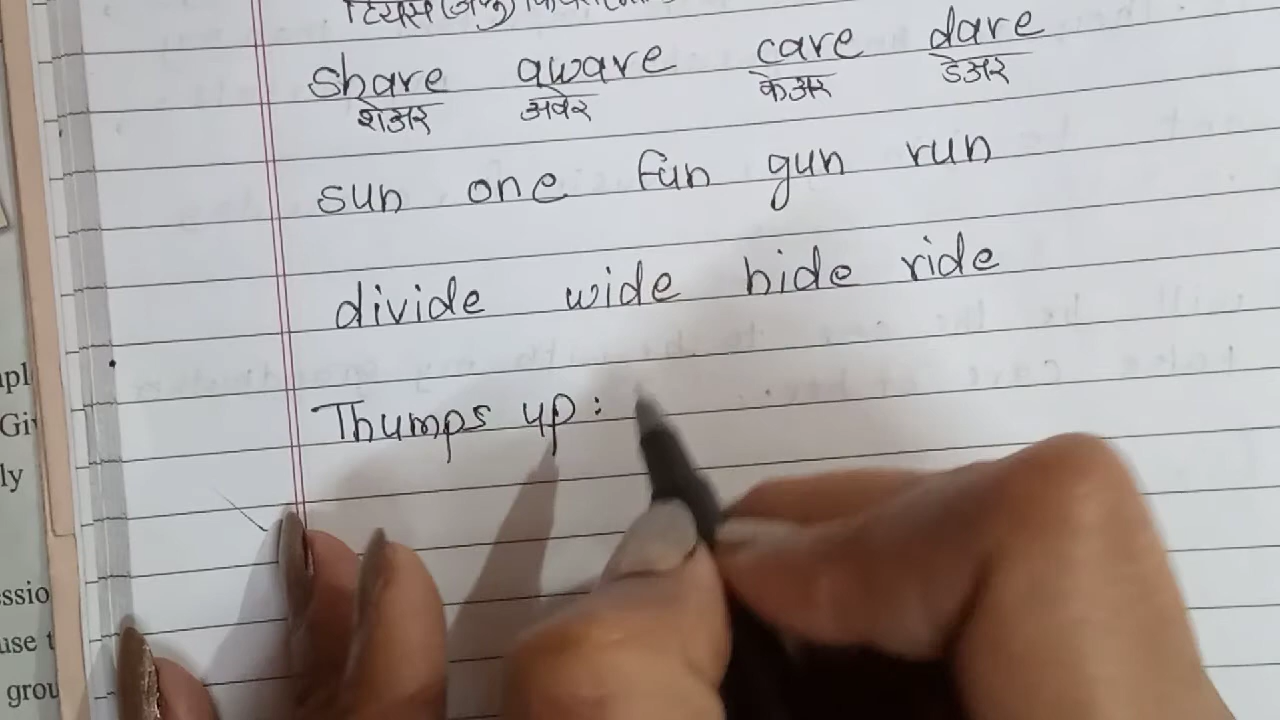 share aware care dare
शेअर अवेर केअर डेअर
sun one fun gun run
divide wide hide ride
Thumps up:
ly